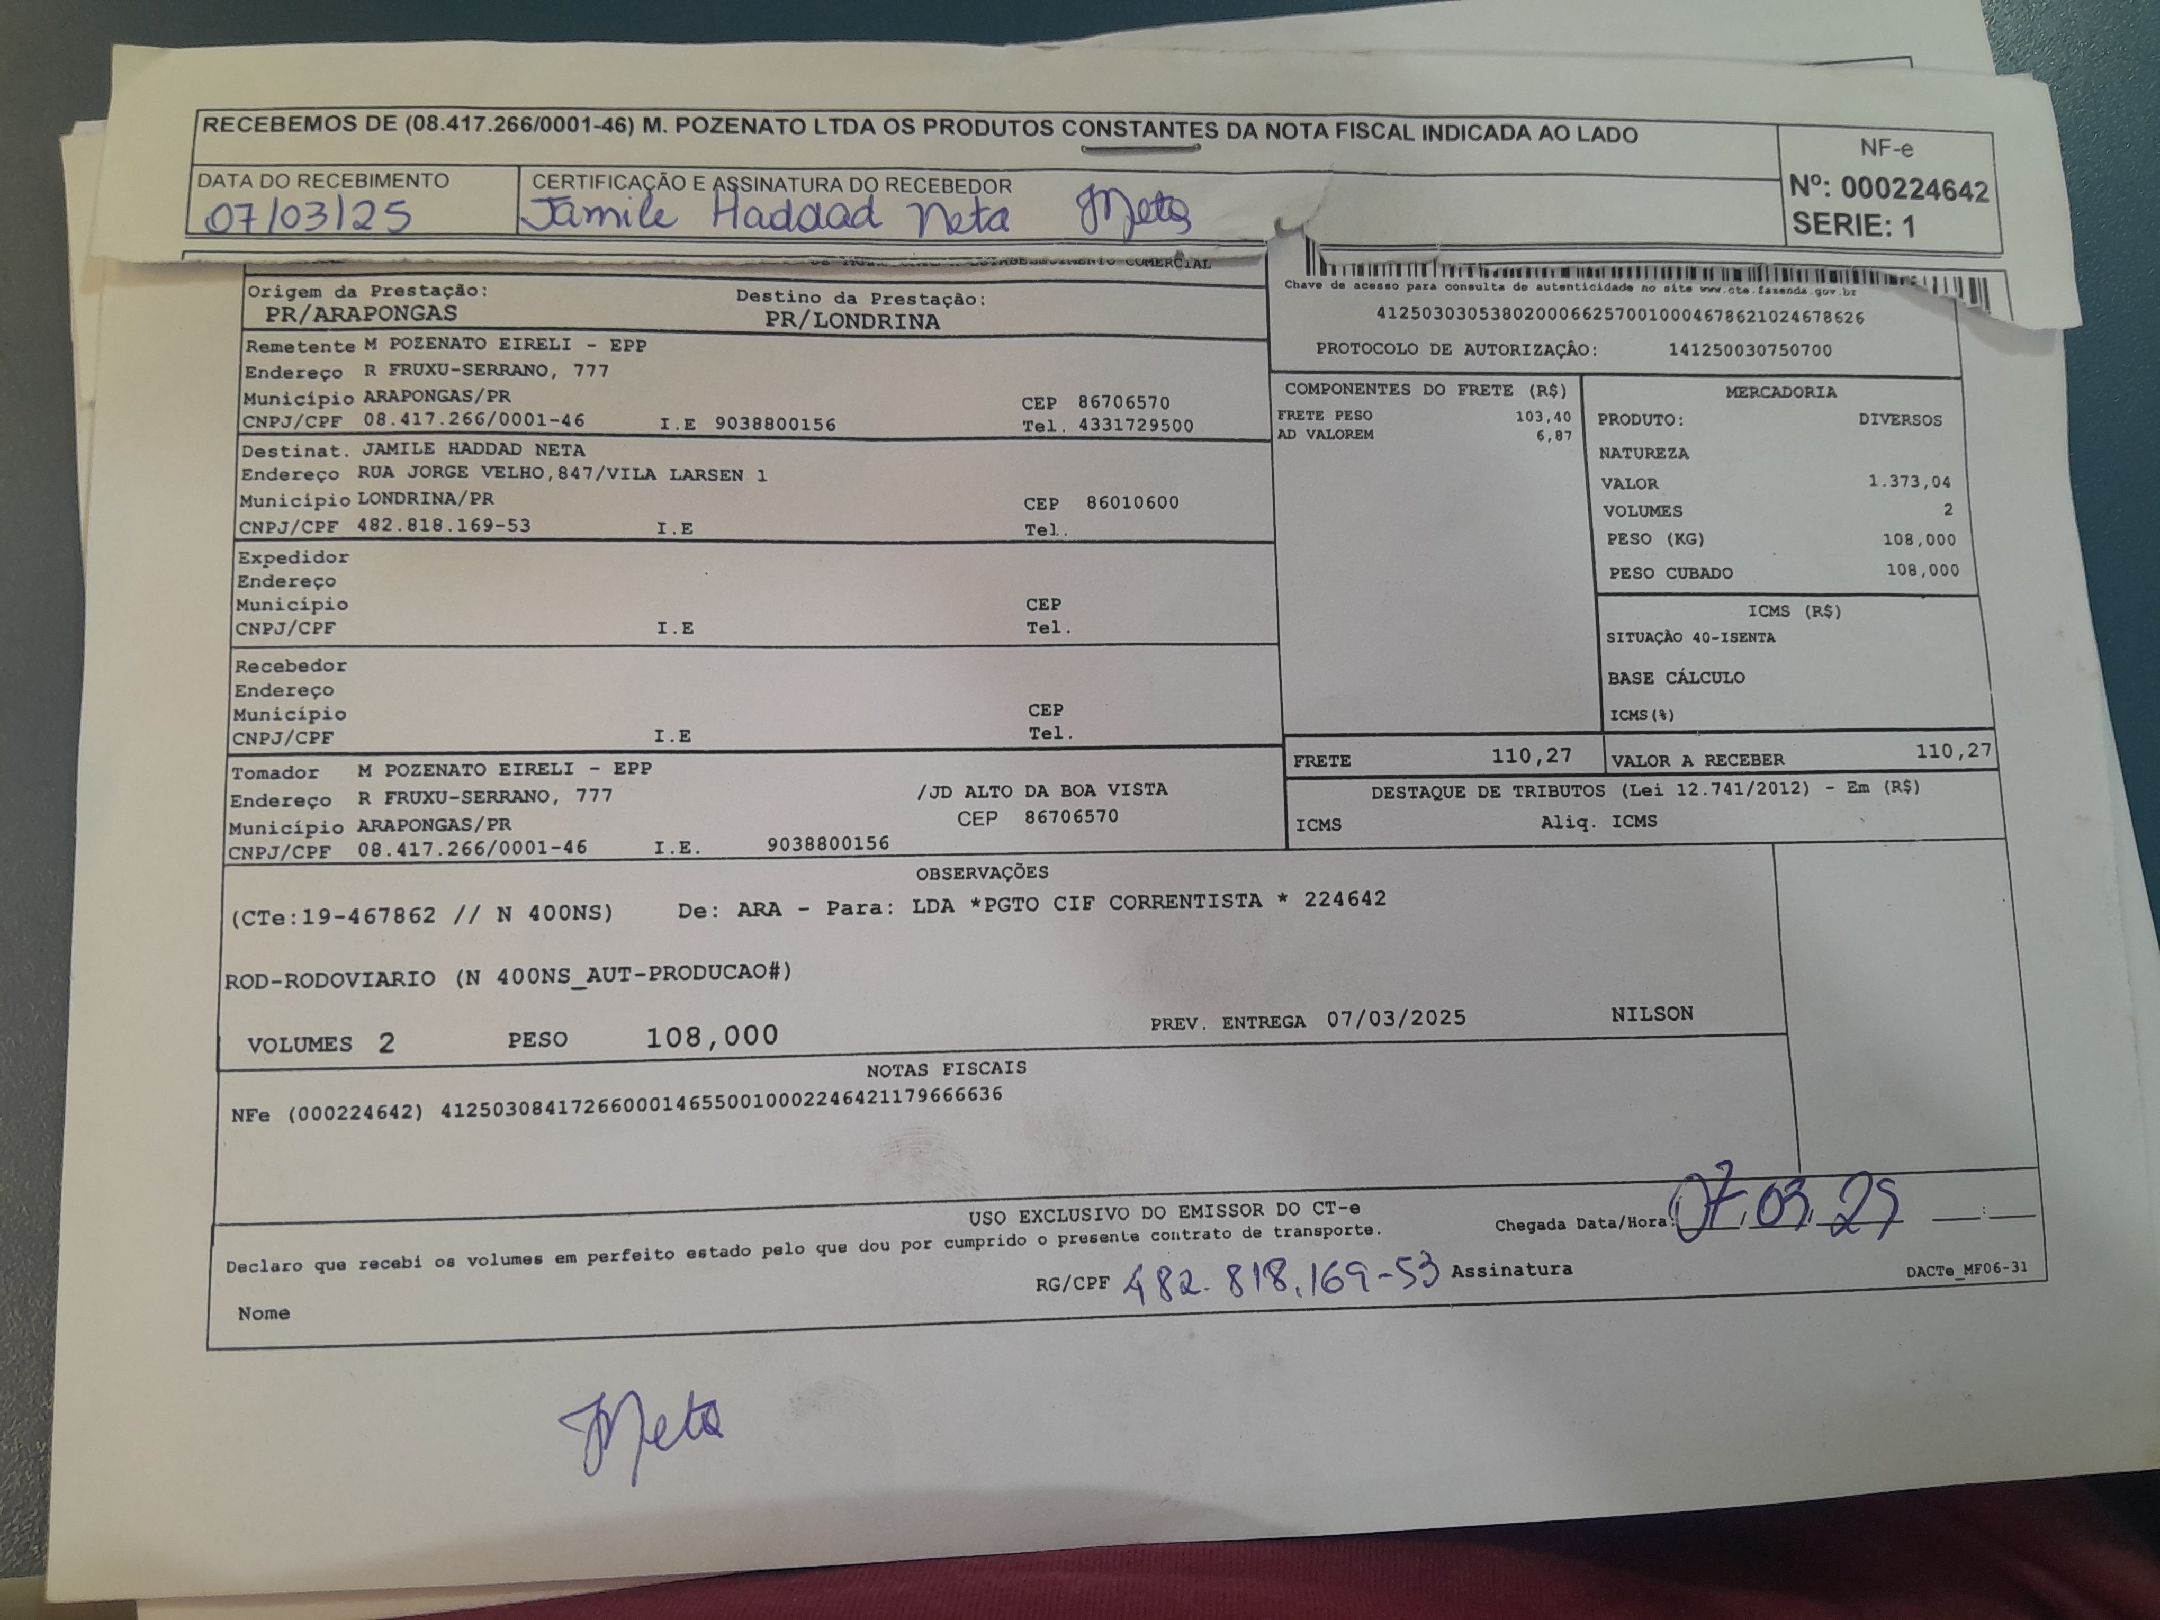 RECEBEMOS DE (08.417.266/0001-46) M. POZENATO LTDA OS PRODUTOS CONSTANTES DA NOTA FISCAL INDICADA AO LADO
NF-e
Nº: 000224642
SERIE: 1
DATA DO RECEBIMENTO
07/03/25
CERTIFICAÇÃO E ASSINATURA DO RECEBEDOR
Jamile Haddad Neta Neta
COMERCIAL
Origem da Prestação:
PR/ARAPONGAS
Destino da Prestação:
PR/LONDRINA
Chave de acesso para consulta de autenticidade no site www.cte.fazenda.gov.br
41250303053802000662570010004678621024678626
PROTOCOLO DE AUTORIZAÇÃO: 141250030750700
Remetente M POZENATO EIRELI - EPP
Endereço R FRUXU-SERRANO, 777
Município ARAPONGAS/PR CEP 86706570
CNPJ/CPF 08.417.266/0001-46 I.E 9038800156 Tel. 4331729500
Destinat. JAMILE HADDAD NETA
Endereço RUA JORGE VELHO,847/VILA LARSEN 1
Município LONDRINA/PR CEP 86010600
CNPJ/CPF 482.818.169-53 I.E Tel.
Expedidor
Endereço
Município CEP
CNPJ/CPF I.E Tel.
Recebedor
Endereço
Município CEP
CNPJ/CPF I.E Tel.
Tomador M POZENATO EIRELI - EPP
Endereço R FRUXU-SERRANO, 777 /JD ALTO DA BOA VISTA
Município ARAPONGAS/PR CEP 86706570
CNPJ/CPF 08.417.266/0001-46 I.E. 9038800156
COMPONENTES DO FRETE (R$)
FRETE PESO 103,40
AD VALOREM 6,87
MERCADORIA
PRODUTO: DIVERSOS
NATUREZA
VALOR 1.373,04
VOLUMES 2
PESO (KG) 108,000
PESO CUBADO 108,000
ICMS (R$)
SITUAÇÃO 40-ISENTA
BASE CÁLCULO
ICMS(%)
FRETE 110,27 VALOR A RECEBER 110,27
DESTAQUE DE TRIBUTOS (Lei 12.741/2012) - Em (R$)
ICMS Aliq. ICMS
OBSERVAÇÕES
(CTe:19-467862 // N 400NS) De: ARA - Para: LDA *PGTO CIF CORRENTISTA * 224642
ROD-RODOVIARIO (N 400NS_AUT-PRODUCAO#)
VOLUMES 2 PESO 108,000 PREV. ENTREGA 07/03/2025 NILSON
NOTAS FISCAIS
NFe (000224642) 41250308417266000146550010002246421179666636
USO EXCLUSIVO DO EMISSOR DO CT-e
Declaro que recebi os volumes em perfeito estado pelo que dou por cumprido o presente contrato de transporte.
Chegada Data/Hora: 07.03.25 __:__
RG/CPF 482.818.169-53 Assinatura
DACTe_MF06-31
Nome
Neta